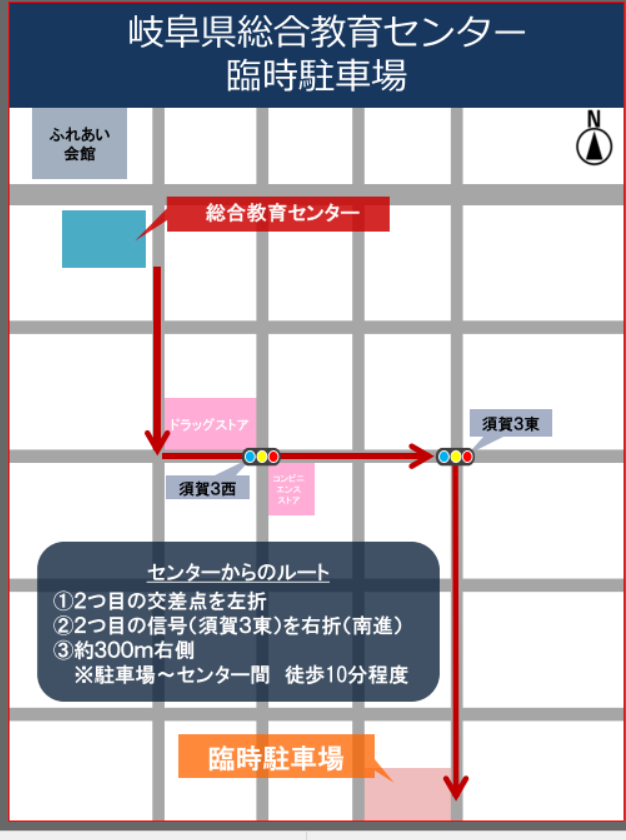 岐阜県総合教育センター
臨時駐車場
ふれあい
会館
N
総合教育センター
ドラッグストア
須賀3東
須賀3西
コンビニ
エンス
ストア
センターからのルート
①2つ目の交差点を左折
②2つ目の信号(須賀3東)を右折(南進)
③約300m右側
※駐車場～センター間 徒歩10分程度
臨時駐車場